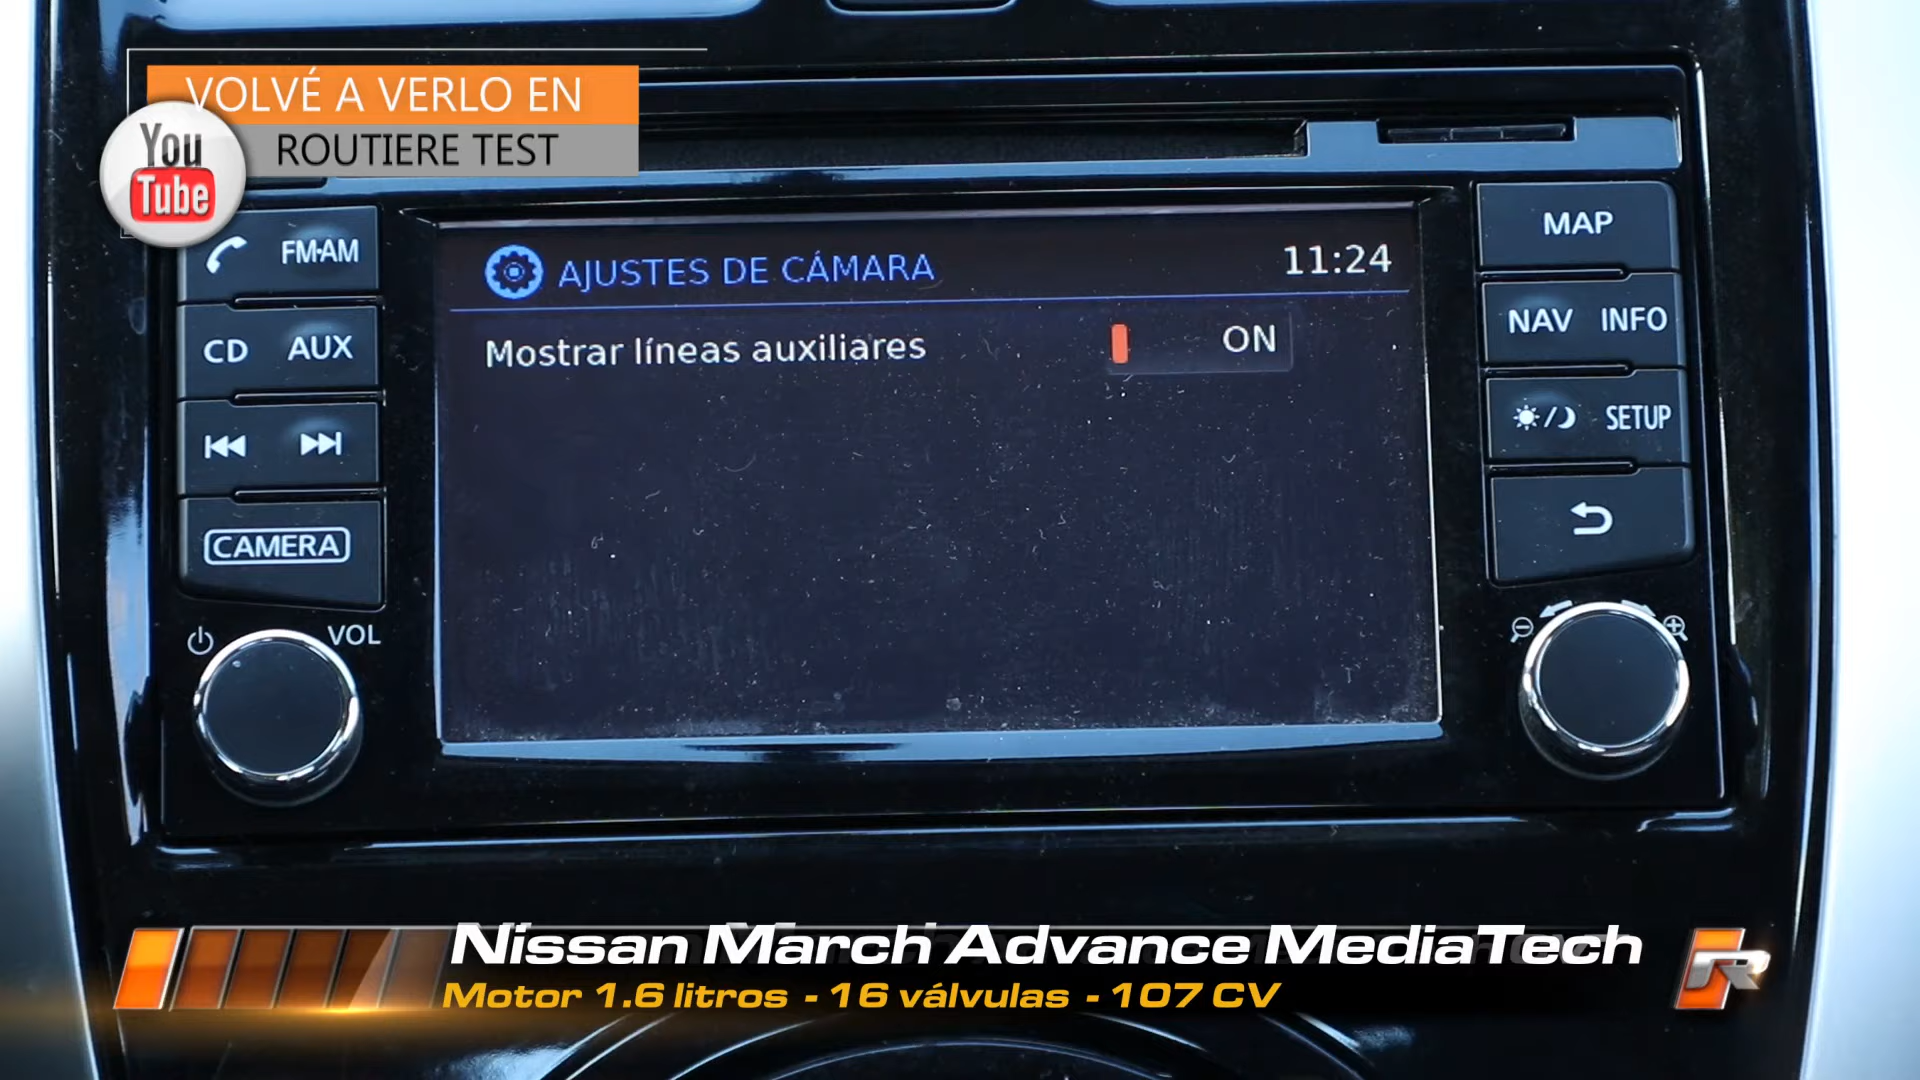 VOLVÉ A VERLO EN
ROUTIERE TEST
You
Tube
FM·AM
CD AUX
CAMERA
VOL
AJUSTES DE CÁMARA
11:24
Mostrar líneas auxiliares
ON
MAP
NAV INFO
SETUP
Nissan March Advance MediaTech
Motor 1.6 litros - 16 válvulas - 107 CV
R